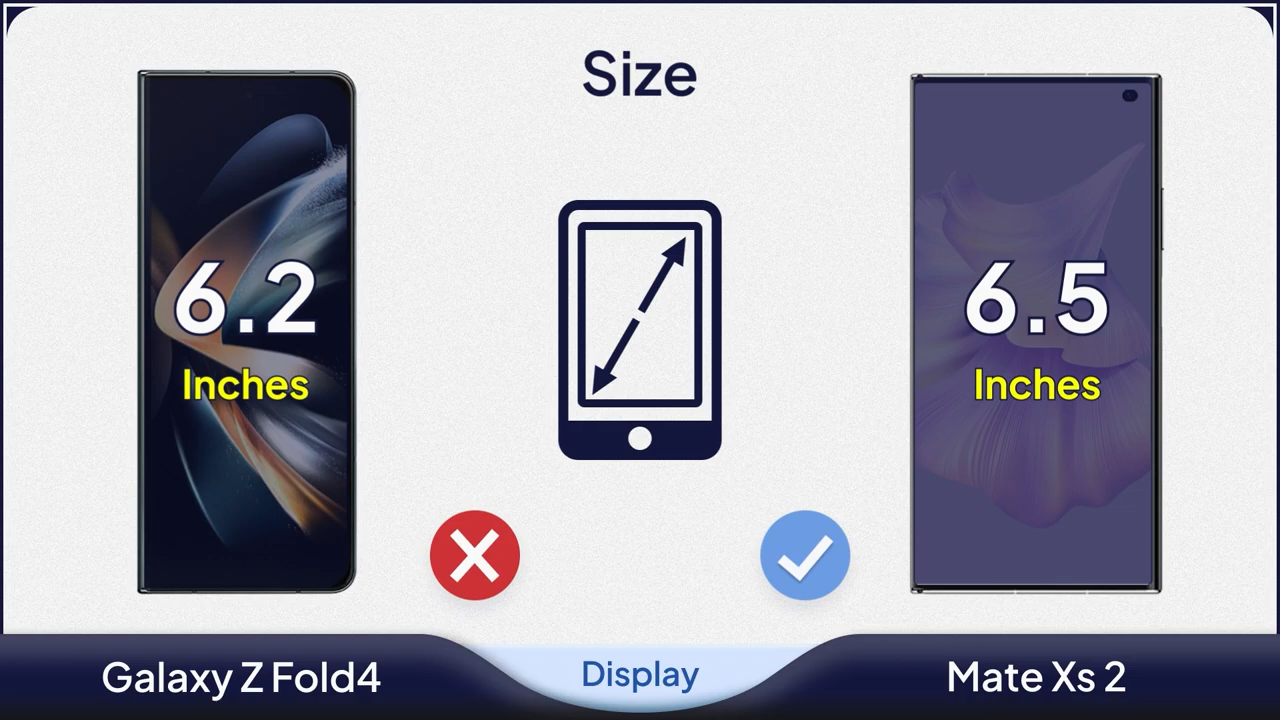 Size
6.2
Inches
6.5
Inches
Galaxy Z Fold4
Display
Mate Xs 2